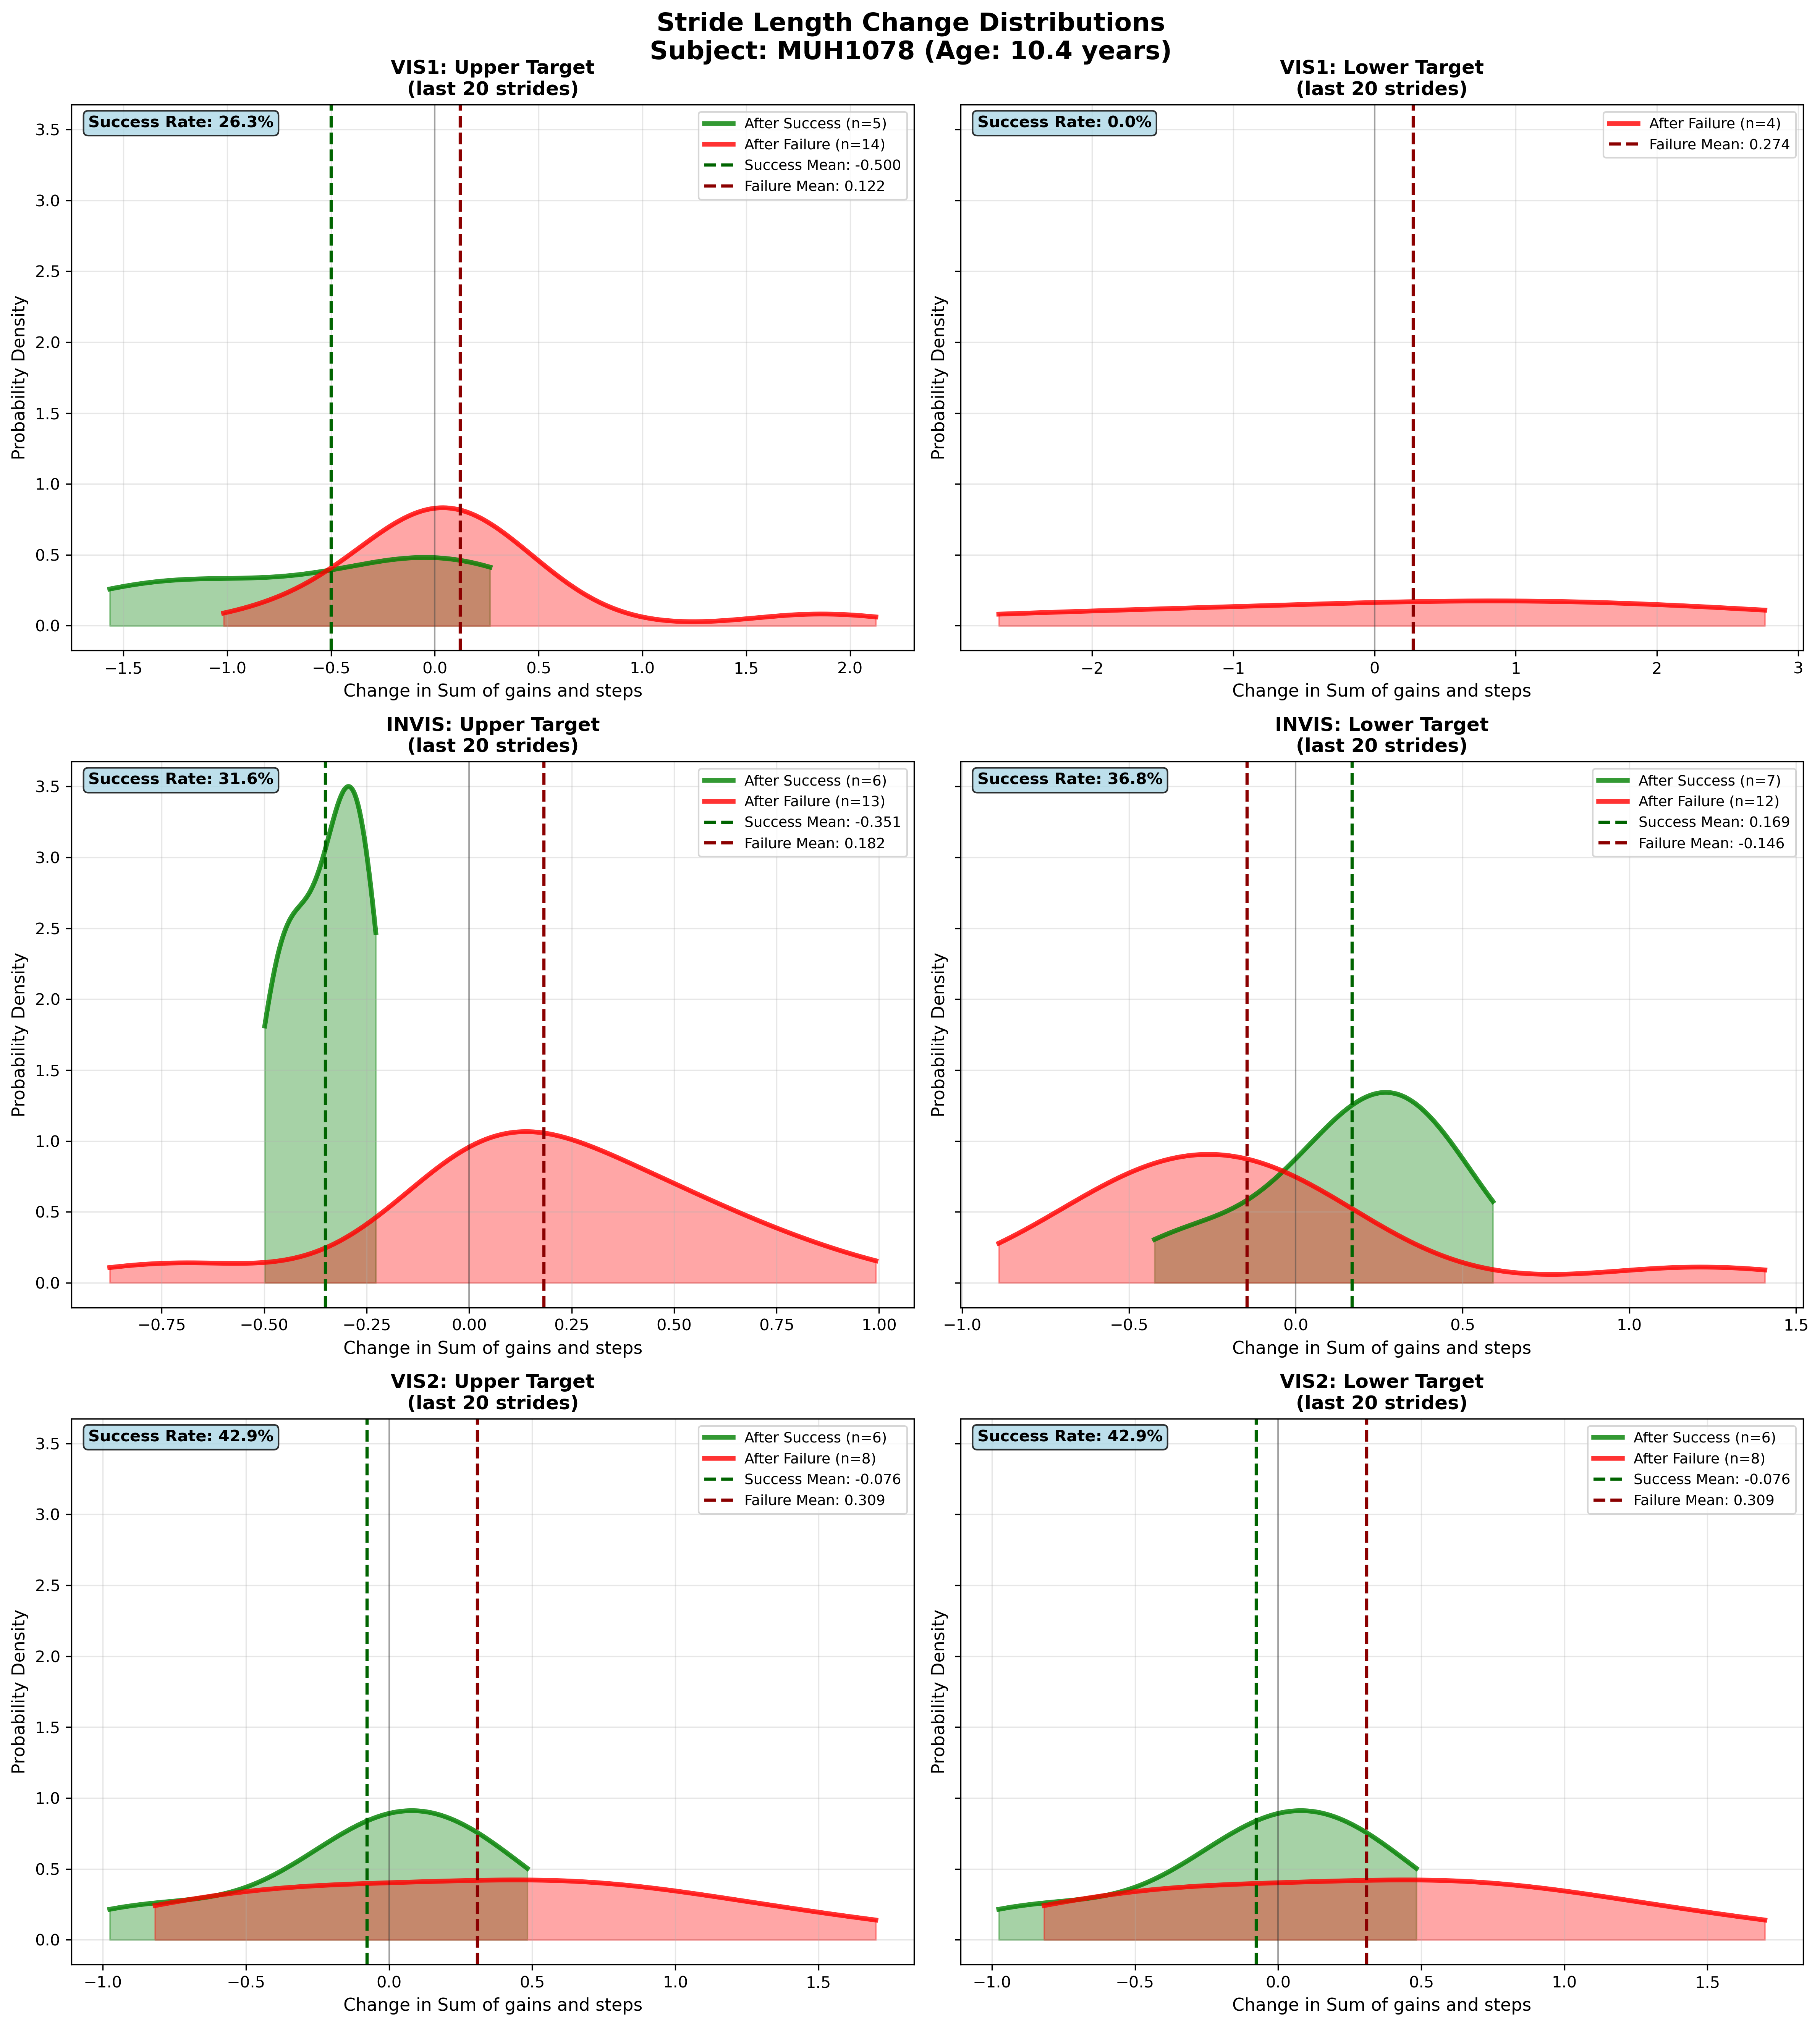 Stride Length Change Distributions
Subject: MUH1078 (Age: 10.4 years)
VIS1: Upper Target
(last 20 strides)
Success Rate: 26.3%
After Success (n=5)
After Failure (n=14)
Success Mean: -0.500
Failure Mean: 0.122
Probability Density
3.5
3.0
2.5
2.0
1.5
1.0
0.5
0.0
−1.5 −1.0 −0.5 0.0 0.5 1.0 1.5 2.0
Change in Sum of gains and steps
VIS1: Lower Target
(last 20 strides)
Success Rate: 0.0%
After Failure (n=4)
Failure Mean: 0.274
Probability Density
−2 −1 0 1 2 3
Change in Sum of gains and steps
INVIS: Upper Target
(last 20 strides)
Success Rate: 31.6%
After Success (n=6)
After Failure (n=13)
Success Mean: -0.351
Failure Mean: 0.182
Probability Density
3.5
3.0
2.5
2.0
1.5
1.0
0.5
0.0
−0.75 −0.50 −0.25 0.00 0.25 0.50 0.75 1.00
Change in Sum of gains and steps
INVIS: Lower Target
(last 20 strides)
Success Rate: 36.8%
After Success (n=7)
After Failure (n=12)
Success Mean: 0.169
Failure Mean: -0.146
Probability Density
−1.0 −0.5 0.0 0.5 1.0 1.5
Change in Sum of gains and steps
VIS2: Upper Target
(last 20 strides)
Success Rate: 42.9%
After Success (n=6)
After Failure (n=8)
Success Mean: -0.076
Failure Mean: 0.309
Probability Density
3.5
3.0
2.5
2.0
1.5
1.0
0.5
0.0
−1.0 −0.5 0.0 0.5 1.0 1.5
Change in Sum of gains and steps
VIS2: Lower Target
(last 20 strides)
Success Rate: 42.9%
After Success (n=6)
After Failure (n=8)
Success Mean: -0.076
Failure Mean: 0.309
Probability Density
−1.0 −0.5 0.0 0.5 1.0 1.5
Change in Sum of gains and steps